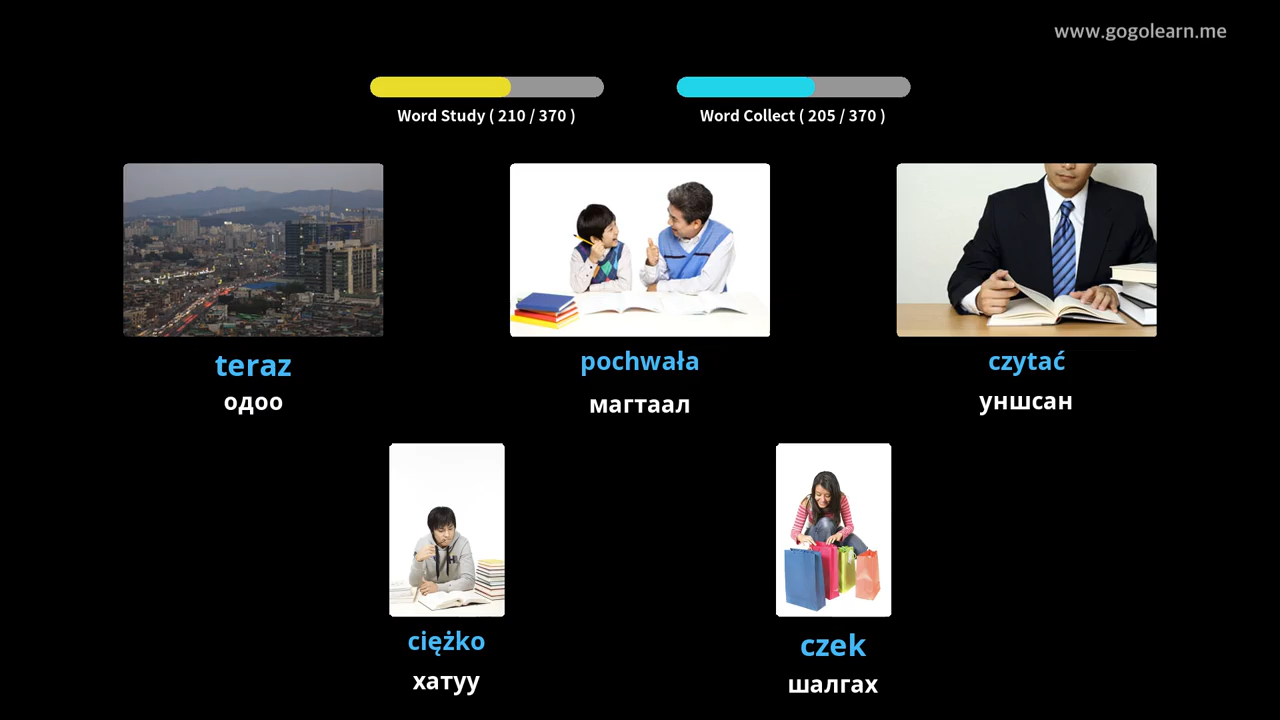 www.gogolearn.me
Word Study ( 210 / 370 )
Word Collect ( 205 / 370 )
teraz
одоо
pochwała
магтаал
czytać
уншсан
ciężko
хатуу
czek
шалгах